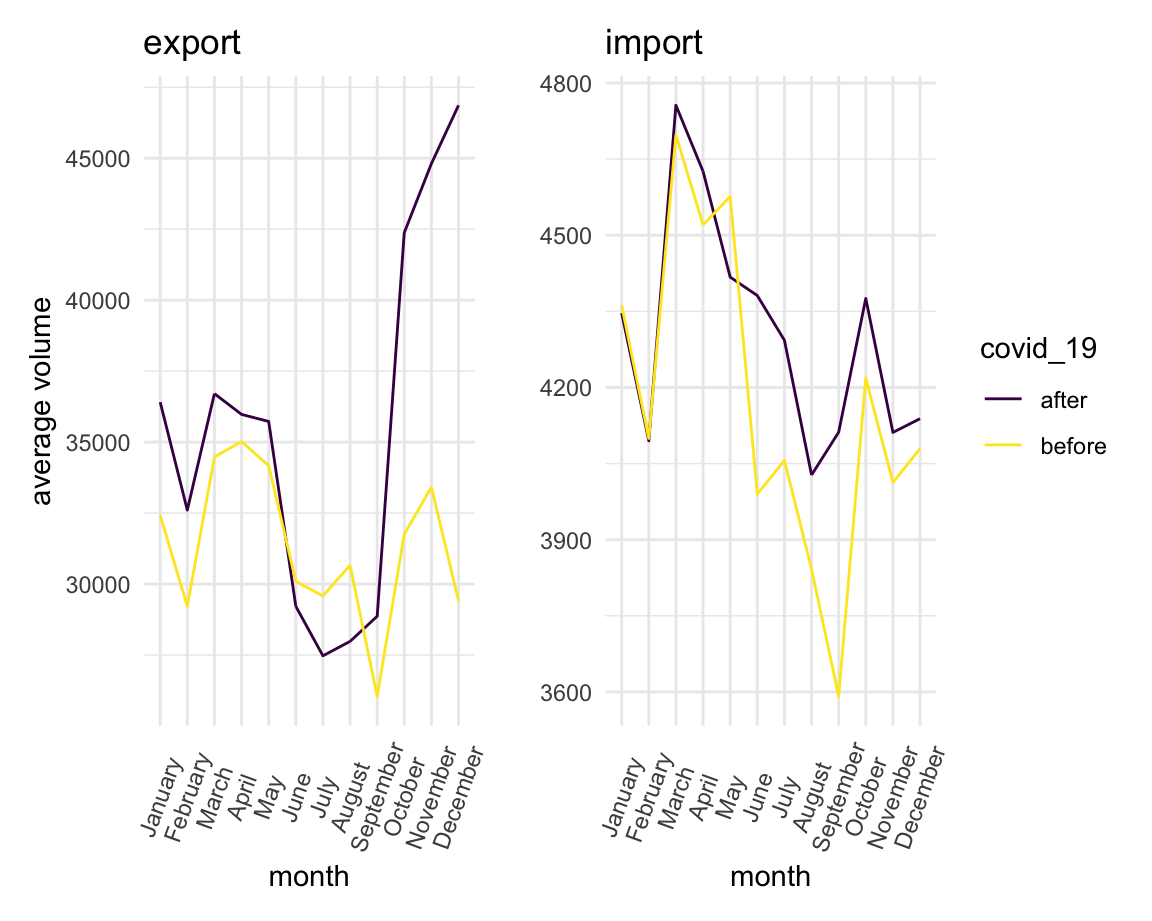 export
import
average volume
45000
40000
35000
30000
4800
4500
4200
3900
3600
January
February
March
April
May
June
July
August
September
October
November
December
January
February
March
April
May
June
July
August
September
October
November
December
month
month
covid_19
after
before